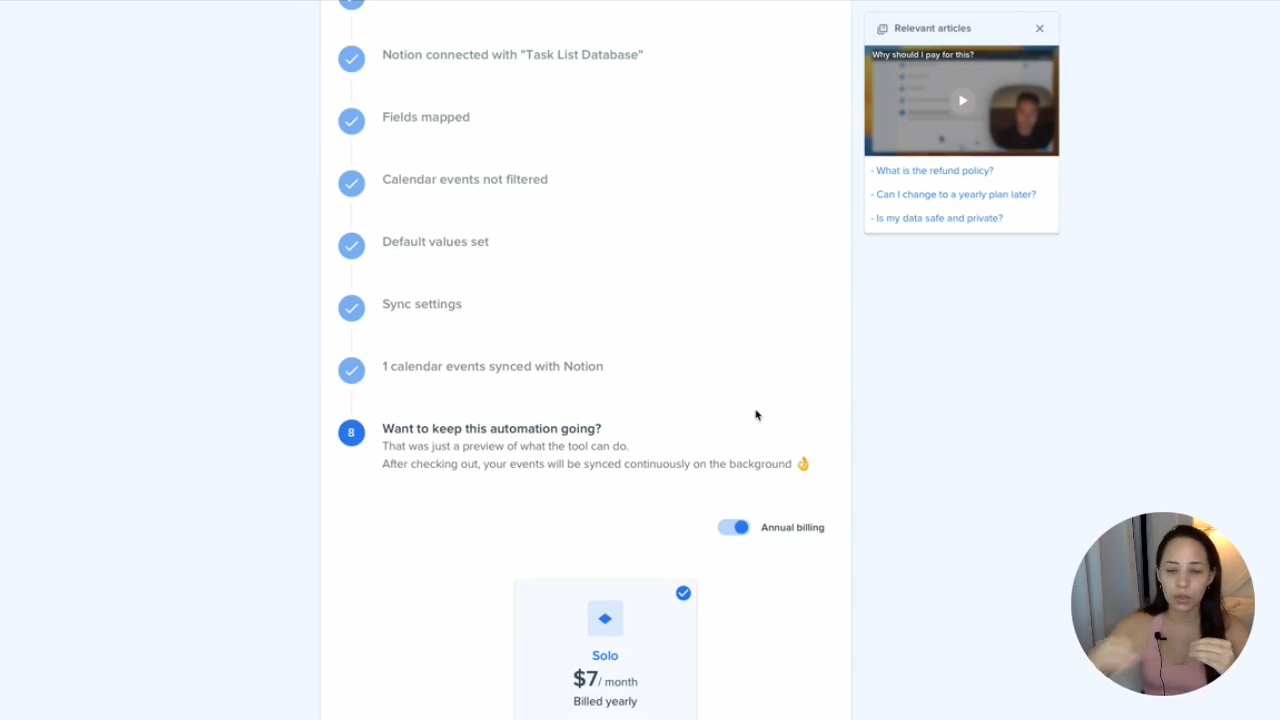 Notion connected with "Task List Database"
Fields mapped
Calendar events not filtered
Default values set
Sync settings
1 calendar events synced with Notion
8
Want to keep this automation going?
That was just a preview of what the tool can do.
After checking out, your events will be synced continuously on the background 👌
Annual billing
Solo
$7/ month
Billed yearly
Relevant articles
Why should I pay for this?
- What is the refund policy?
- Can I change to a yearly plan later?
- Is my data safe and private?